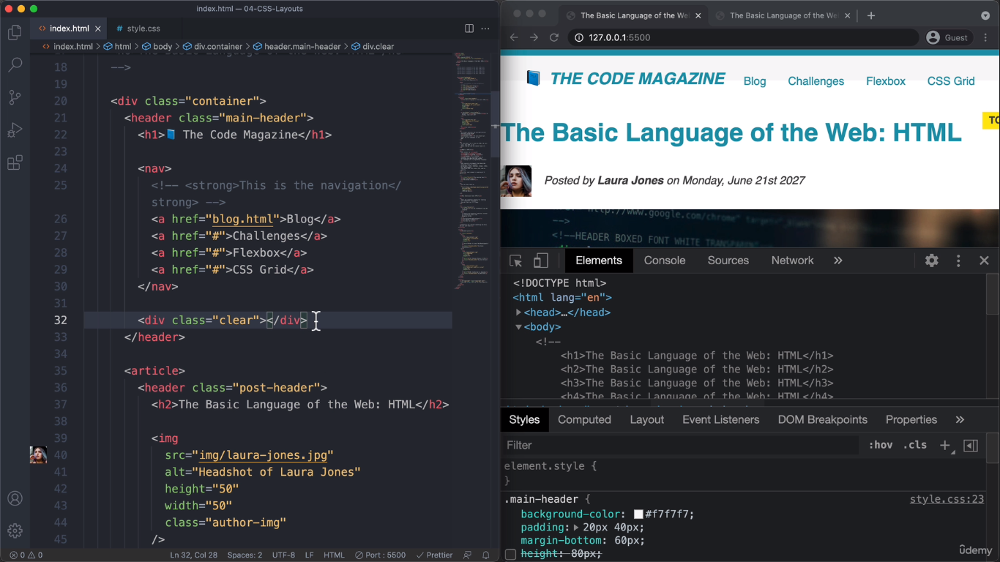 index.html — 04-CSS-Layouts
index.html
style.css
index.html > html > body > div.container > header.main-header > div.clear
18 -->
19
20 <div class="container">
21 <header class="main-header">
22 <h1>📘 The Code Magazine</h1>
23
24 <nav>
25 <!-- <strong>This is the navigation</
strong> -->
26 <a href="blog.html">Blog</a>
27 <a href="#">Challenges</a>
28 <a href="#">Flexbox</a>
29 <a href="#">CSS Grid</a>
30 </nav>
31
32 <div class="clear"></div>
33 </header>
34
35 <article>
36 <header class="post-header">
37 <h2>The Basic Language of the Web: HTML</h2>
38
39 <img
40 src="img/laura-jones.jpg"
41 alt="Headshot of Laura Jones"
42 height="50"
43 width="50"
44 class="author-img"
45 />
0 0 Ln 32, Col 28 Spaces: 2 UTF-8 LF HTML Port : 5500 Prettier
The Basic Language of the We
The Basic Language of the We
127.0.0.1:5500
Guest
📘 THE CODE MAGAZINE
Blog
Challenges
Flexbox
CSS Grid
The Basic Language of the Web: HTML
TO
Posted by Laura Jones on Monday, June 21st 2027
"http://www.google.com/chrome"
-->
<!--HEADER BOXED FONT WHITE TRANSPAREN
Elements Console Sources Network »
<!DOCTYPE html>
<html lang="en">
<head>…</head>
<body>
<!--
<h1>The Basic Language of the Web: HTML</h1>
<h2>The Basic Language of the Web: HTML</h2>
<h3>The Basic Language of the Web: HTML</h3>
<h4>The Basic Language of the Web: HTML</h4>
Styles Computed Layout Event Listeners DOM Breakpoints Properties »
Filter :hov .cls +
element.style {
}
.main-header { style.css:23
background-color: #f7f7f7;
padding: 20px 40px;
margin-bottom: 60px;
height: 80px;
ûdemy